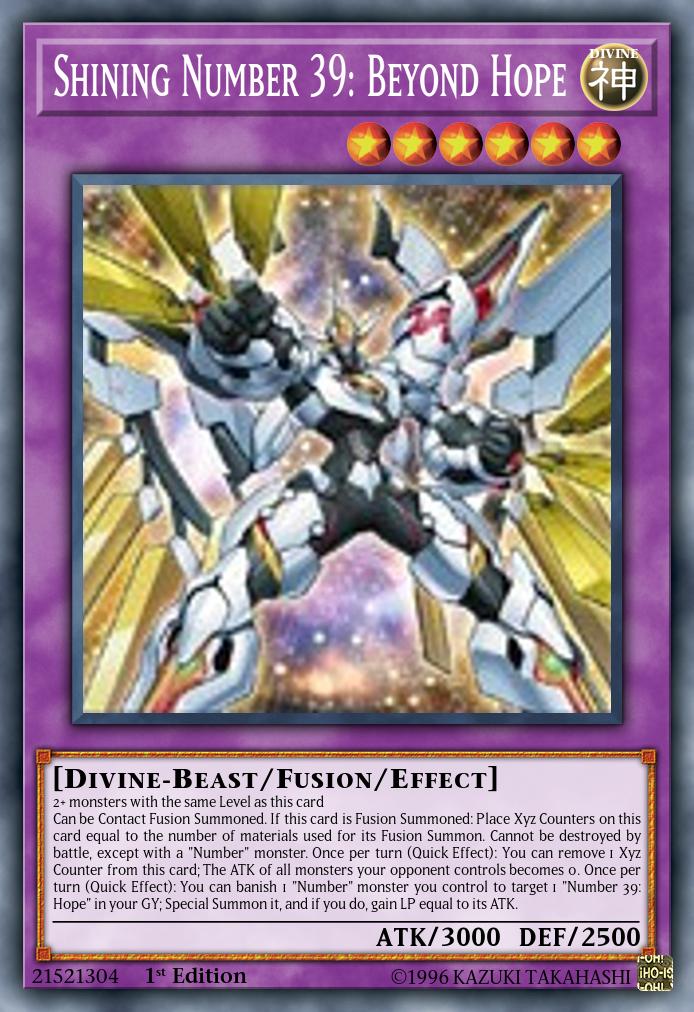 Shining Number 39: Beyond Hope
DIVINE
神
39
[Divine-Beast/Fusion/Effect]
2+ monsters with the same Level as this card
Can be Contact Fusion Summoned. If this card is Fusion Summoned: Place Xyz Counters on this
card equal to the number of materials used for its Fusion Summon. Cannot be destroyed by
battle, except with a "Number" monster. Once per turn (Quick Effect): You can remove 1 Xyz
Counter from this card; The ATK of all monsters your opponent controls becomes 0. Once per
turn (Quick Effect): You can banish 1 "Number" monster you control to target 1 "Number 39:
Hope" in your GY; Special Summon it, and if you do, gain LP equal to its ATK.
ATK/3000 DEF/2500
21521304 1st Edition ©1996 KAZUKI TAKAHASHI